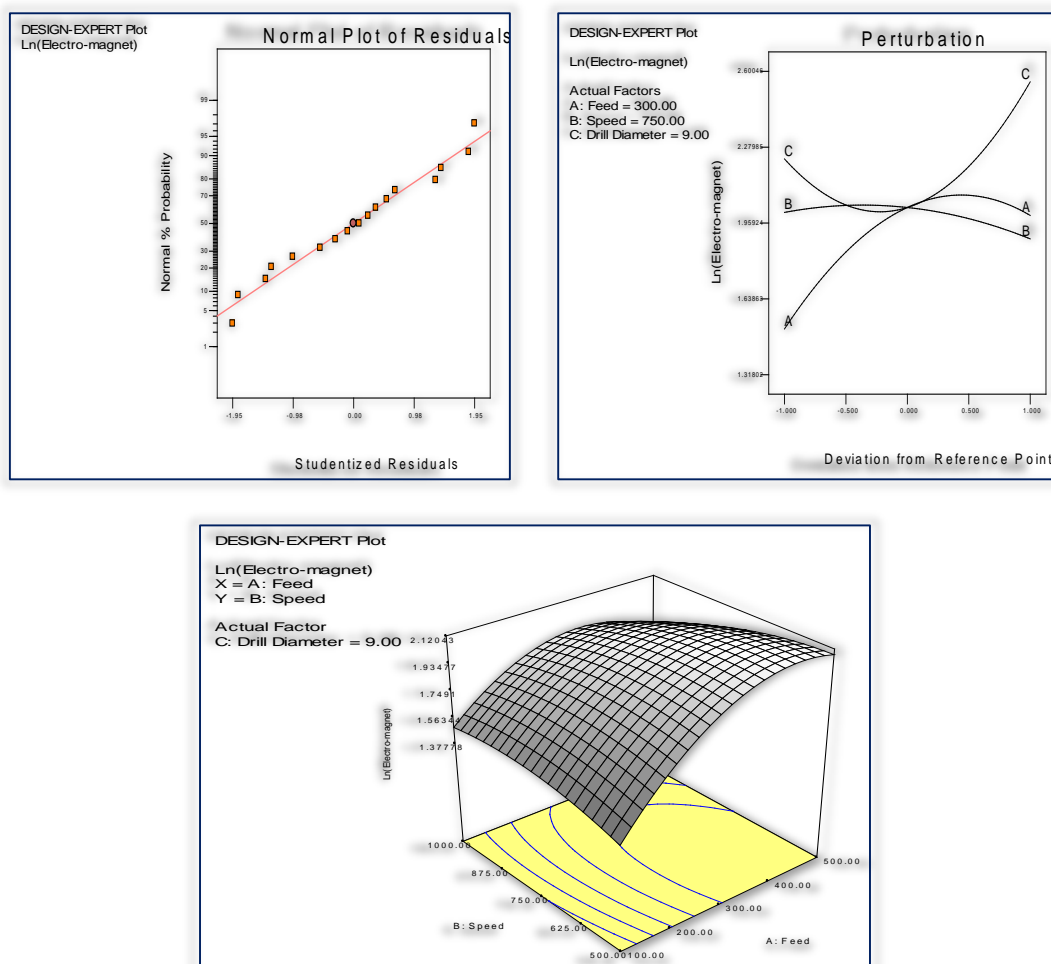 DESIGN-EXPERT Plot
Ln(Electro-magnet)
Normal Plot of Residuals
Normal % Probability
99
95
90
80
70
50
30
20
10
5
1
-1.95
-0.98
0.00
0.98
1.95
Studentized Residuals
DESIGN-EXPERT Plot
Ln(Electro-magnet)
Actual Factors
A: Feed = 300.00
B: Speed = 750.00
C: Drill Diameter = 9.00
Perturbation
Ln(Electro-magnet)
2.60046
2.27985
1.95924
1.63863
1.31802
C
B
A
C
A
B
-1.000
-0.500
0.000
0.500
1.000
Deviation from Reference Point
DESIGN-EXPERT Plot
Ln(Electro-magnet)
X = A: Feed
Y = B: Speed
Actual Factor
C: Drill Diameter = 9.00
2.12043
1.93477
1.7491
1.56344
1.37778
Ln(Electro-magnet)
1000.00
875.00
750.00
625.00
500.00
B: Speed
100.00
200.00
300.00
400.00
500.00
A: Feed